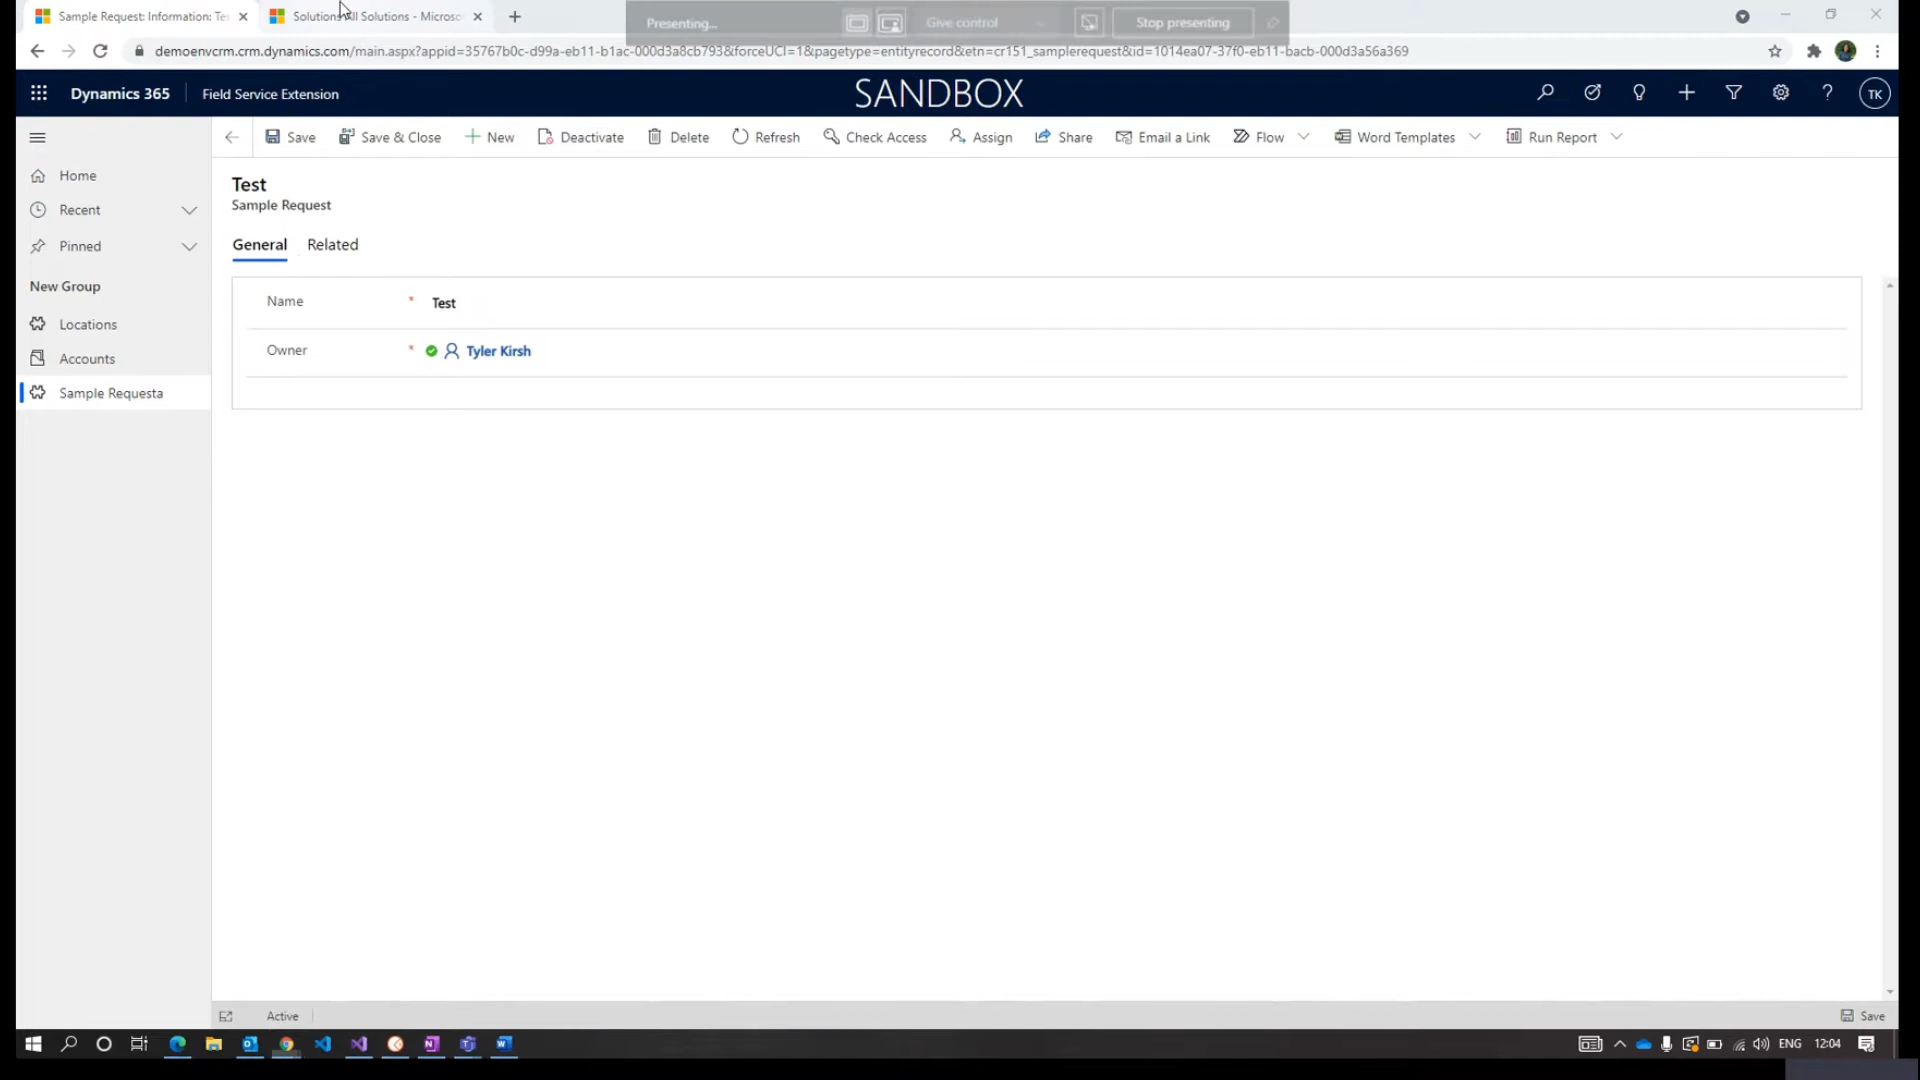 Sample Request: Information: Te
Solutions All Solutions - Microso
Presenting...
Give control
Stop presenting
demoenvcrm.crm.dynamics.com/main.aspx?appid=35767b0c-d99a-eb11-b1ac-000d3a8cb793&forceUCI=1&pagetype=entityrecord&etn=cr151_samplerequest&id=1014ea07-37f0-eb11-bacb-000d3a56a369
Dynamics 365
Field Service Extension
SANDBOX
TK
Save
Save & Close
New
Deactivate
Delete
Refresh
Check Access
Assign
Share
Email a Link
Flow
Word Templates
Run Report
Home
Recent
Pinned
New Group
Locations
Accounts
Sample Requesta
Test
Sample Request
General
Related
Name * Test
Owner * Tyler Kirsh
Active
Save
ENG
12:04